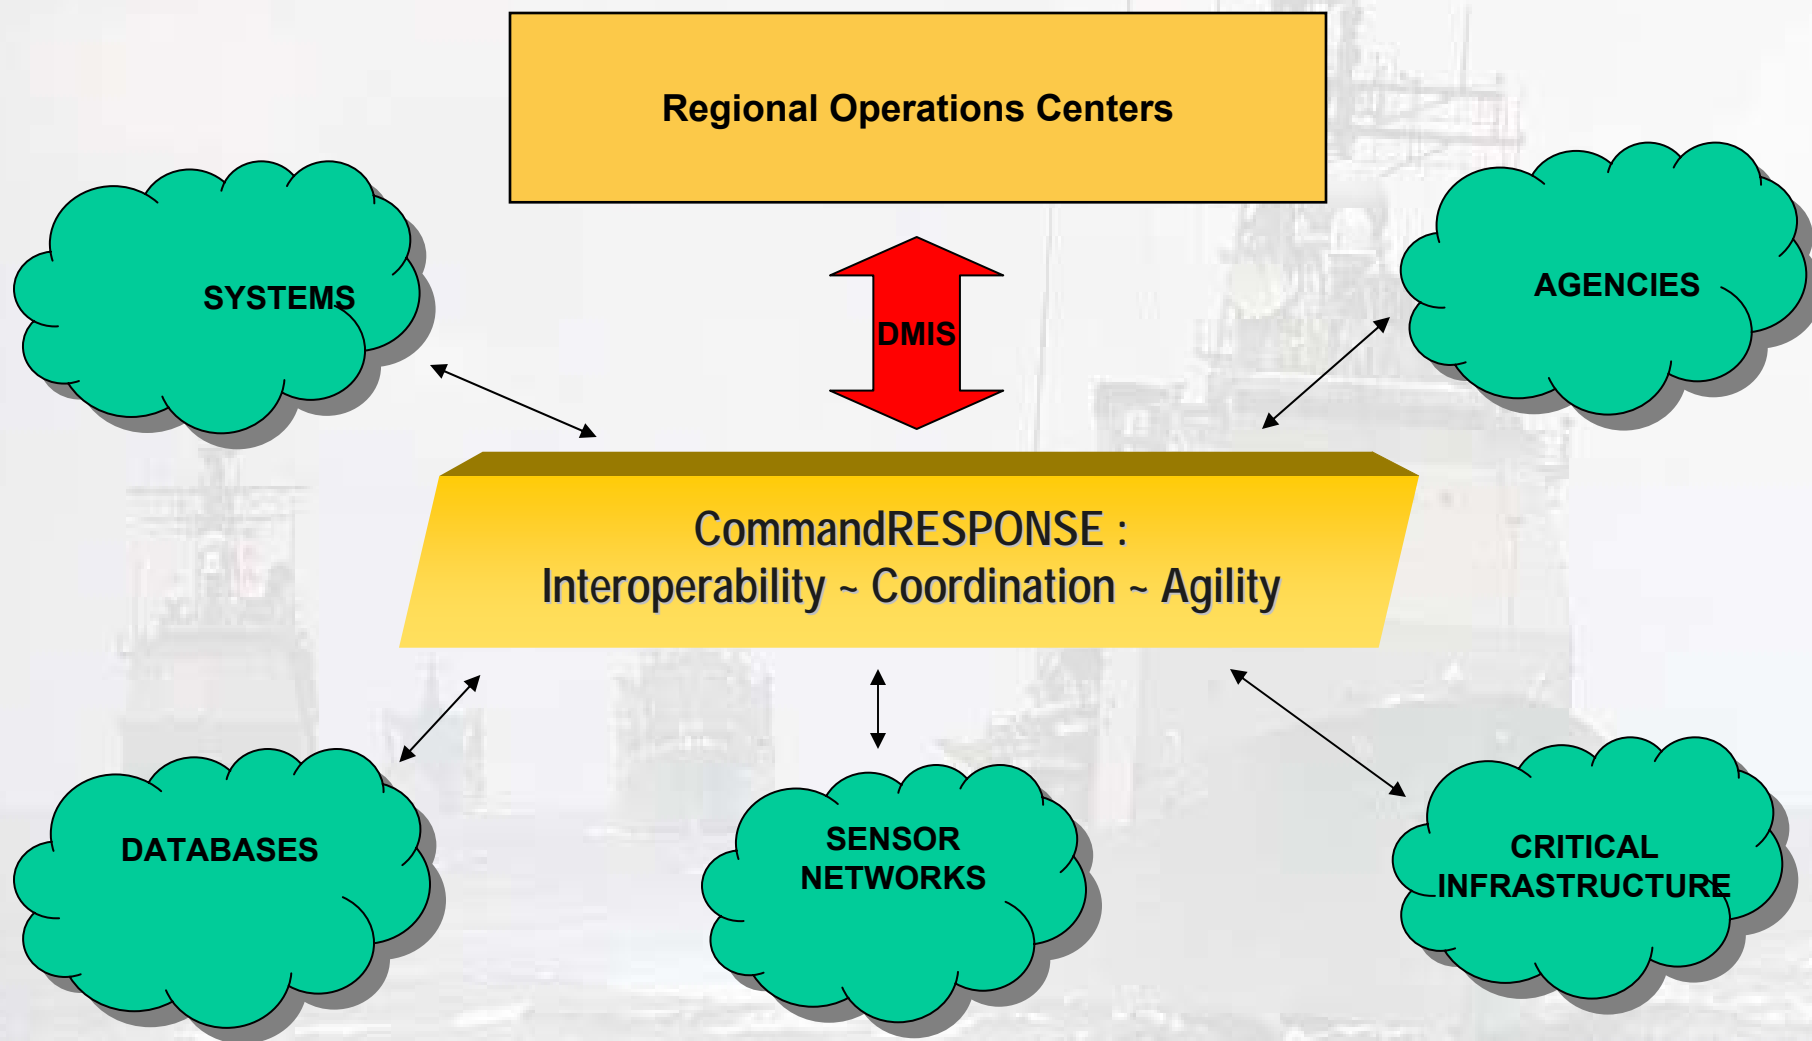 Regional Operations Centers
SYSTEMS
AGENCIES
DMIS
CommandRESPONSE :
Interoperability ~ Coordination ~ Agility
DATABASES
SENSOR
NETWORKS
CRITICAL
INFRASTRUCTURE